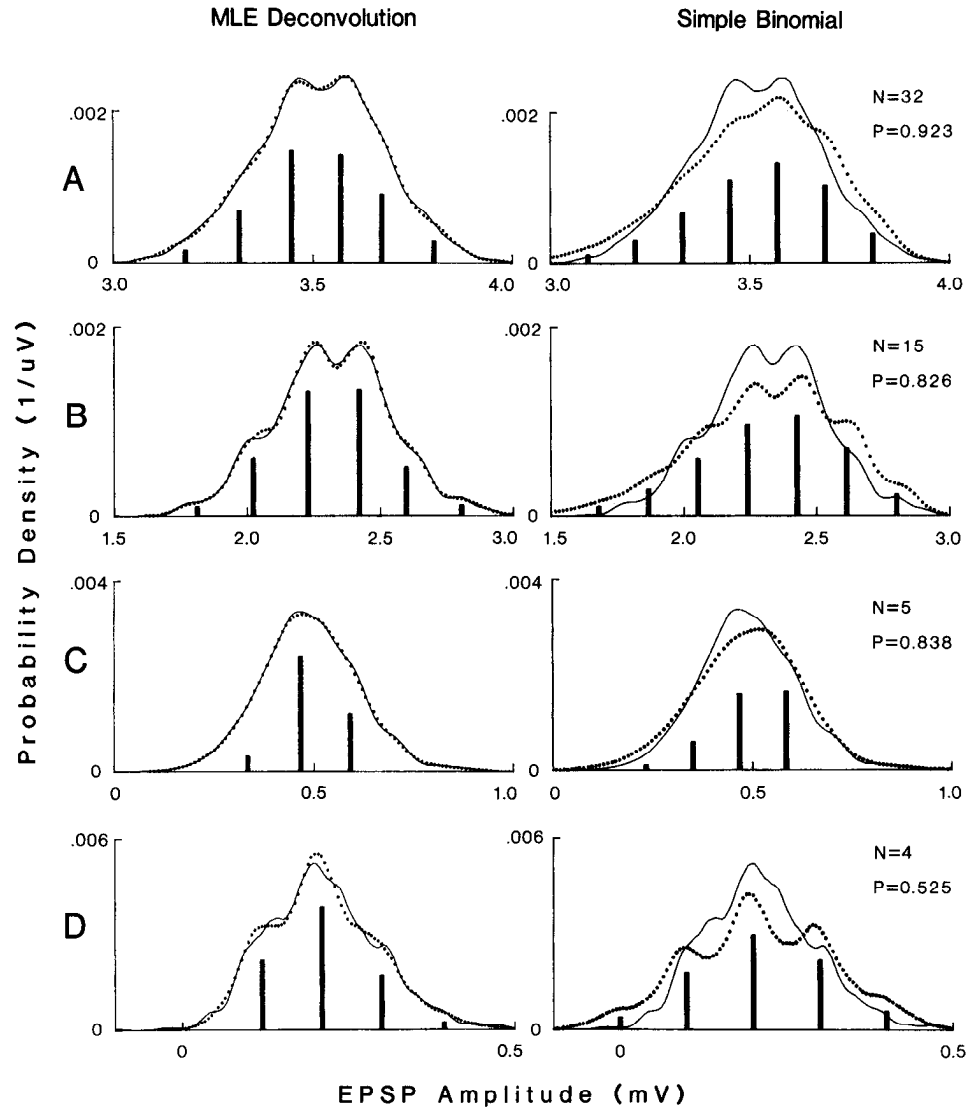 MLE Deconvolution
Simple Binomial
A
.002
0
3.0
3.5
4.0
.002
0
3.0
3.5
4.0
N=32
P=0.923
B
.002
0
1.5
2.0
2.5
3.0
.002
0
1.5
2.0
2.5
3.0
N=15
P=0.826
C
.004
0
0
0.5
1.0
.004
0
0
0.5
1.0
N=5
P=0.838
D
.006
0
0
0.5
.006
0
0
0.5
N=4
P=0.525
Probability Density (1/uV)
EPSP Amplitude (mV)